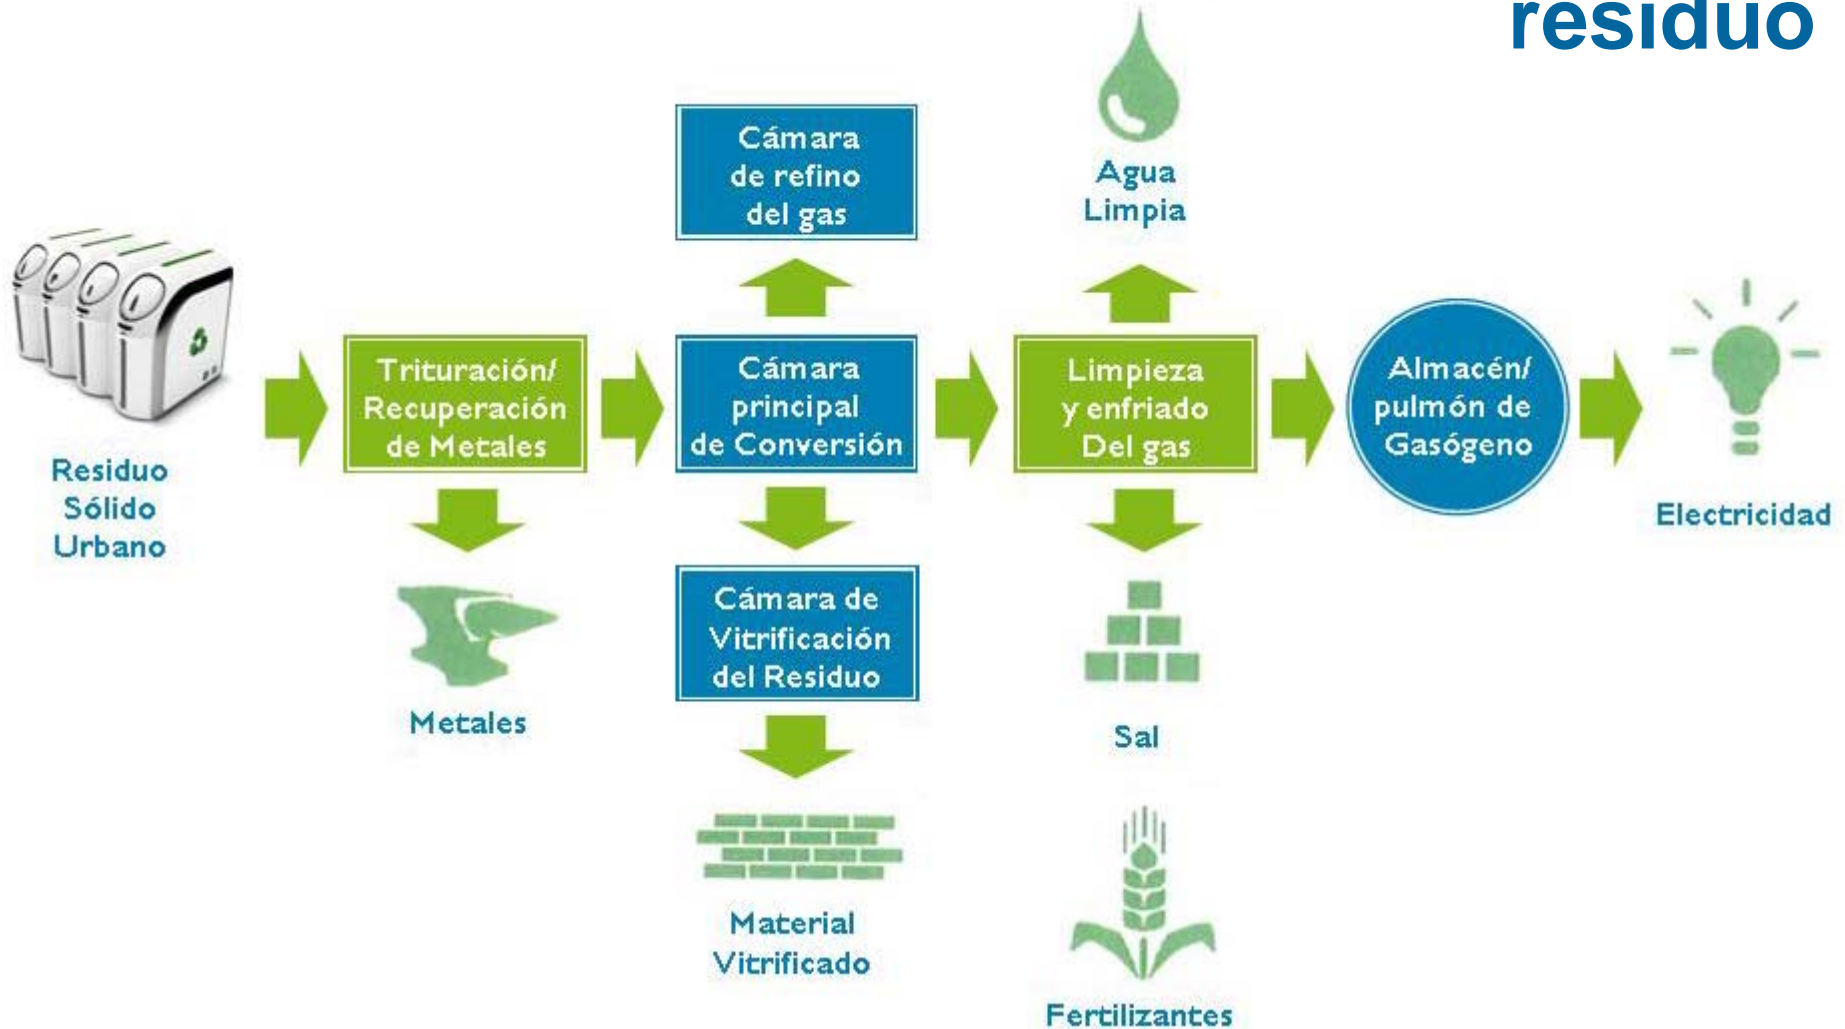 residuo
Cámara
de refino
del gas
Agua
Limpia
Residuo
Sólido
Urbano
Trituración/
Recuperación
de Metales
Cámara
principal
de Conversión
Limpieza
y enfriado
Del gas
Almacén/
pulmón de
Gasógeno
Electricidad
Metales
Cámara de
Vitrificación
del Residuo
Sal
Material
Vitrificado
Fertilizantes